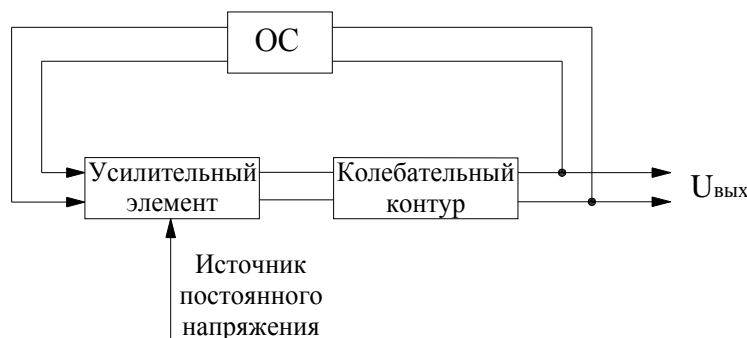 ОС
Усилительный
элемент
Колебательный
контур
Uвых
Источник
постоянного
напряжения